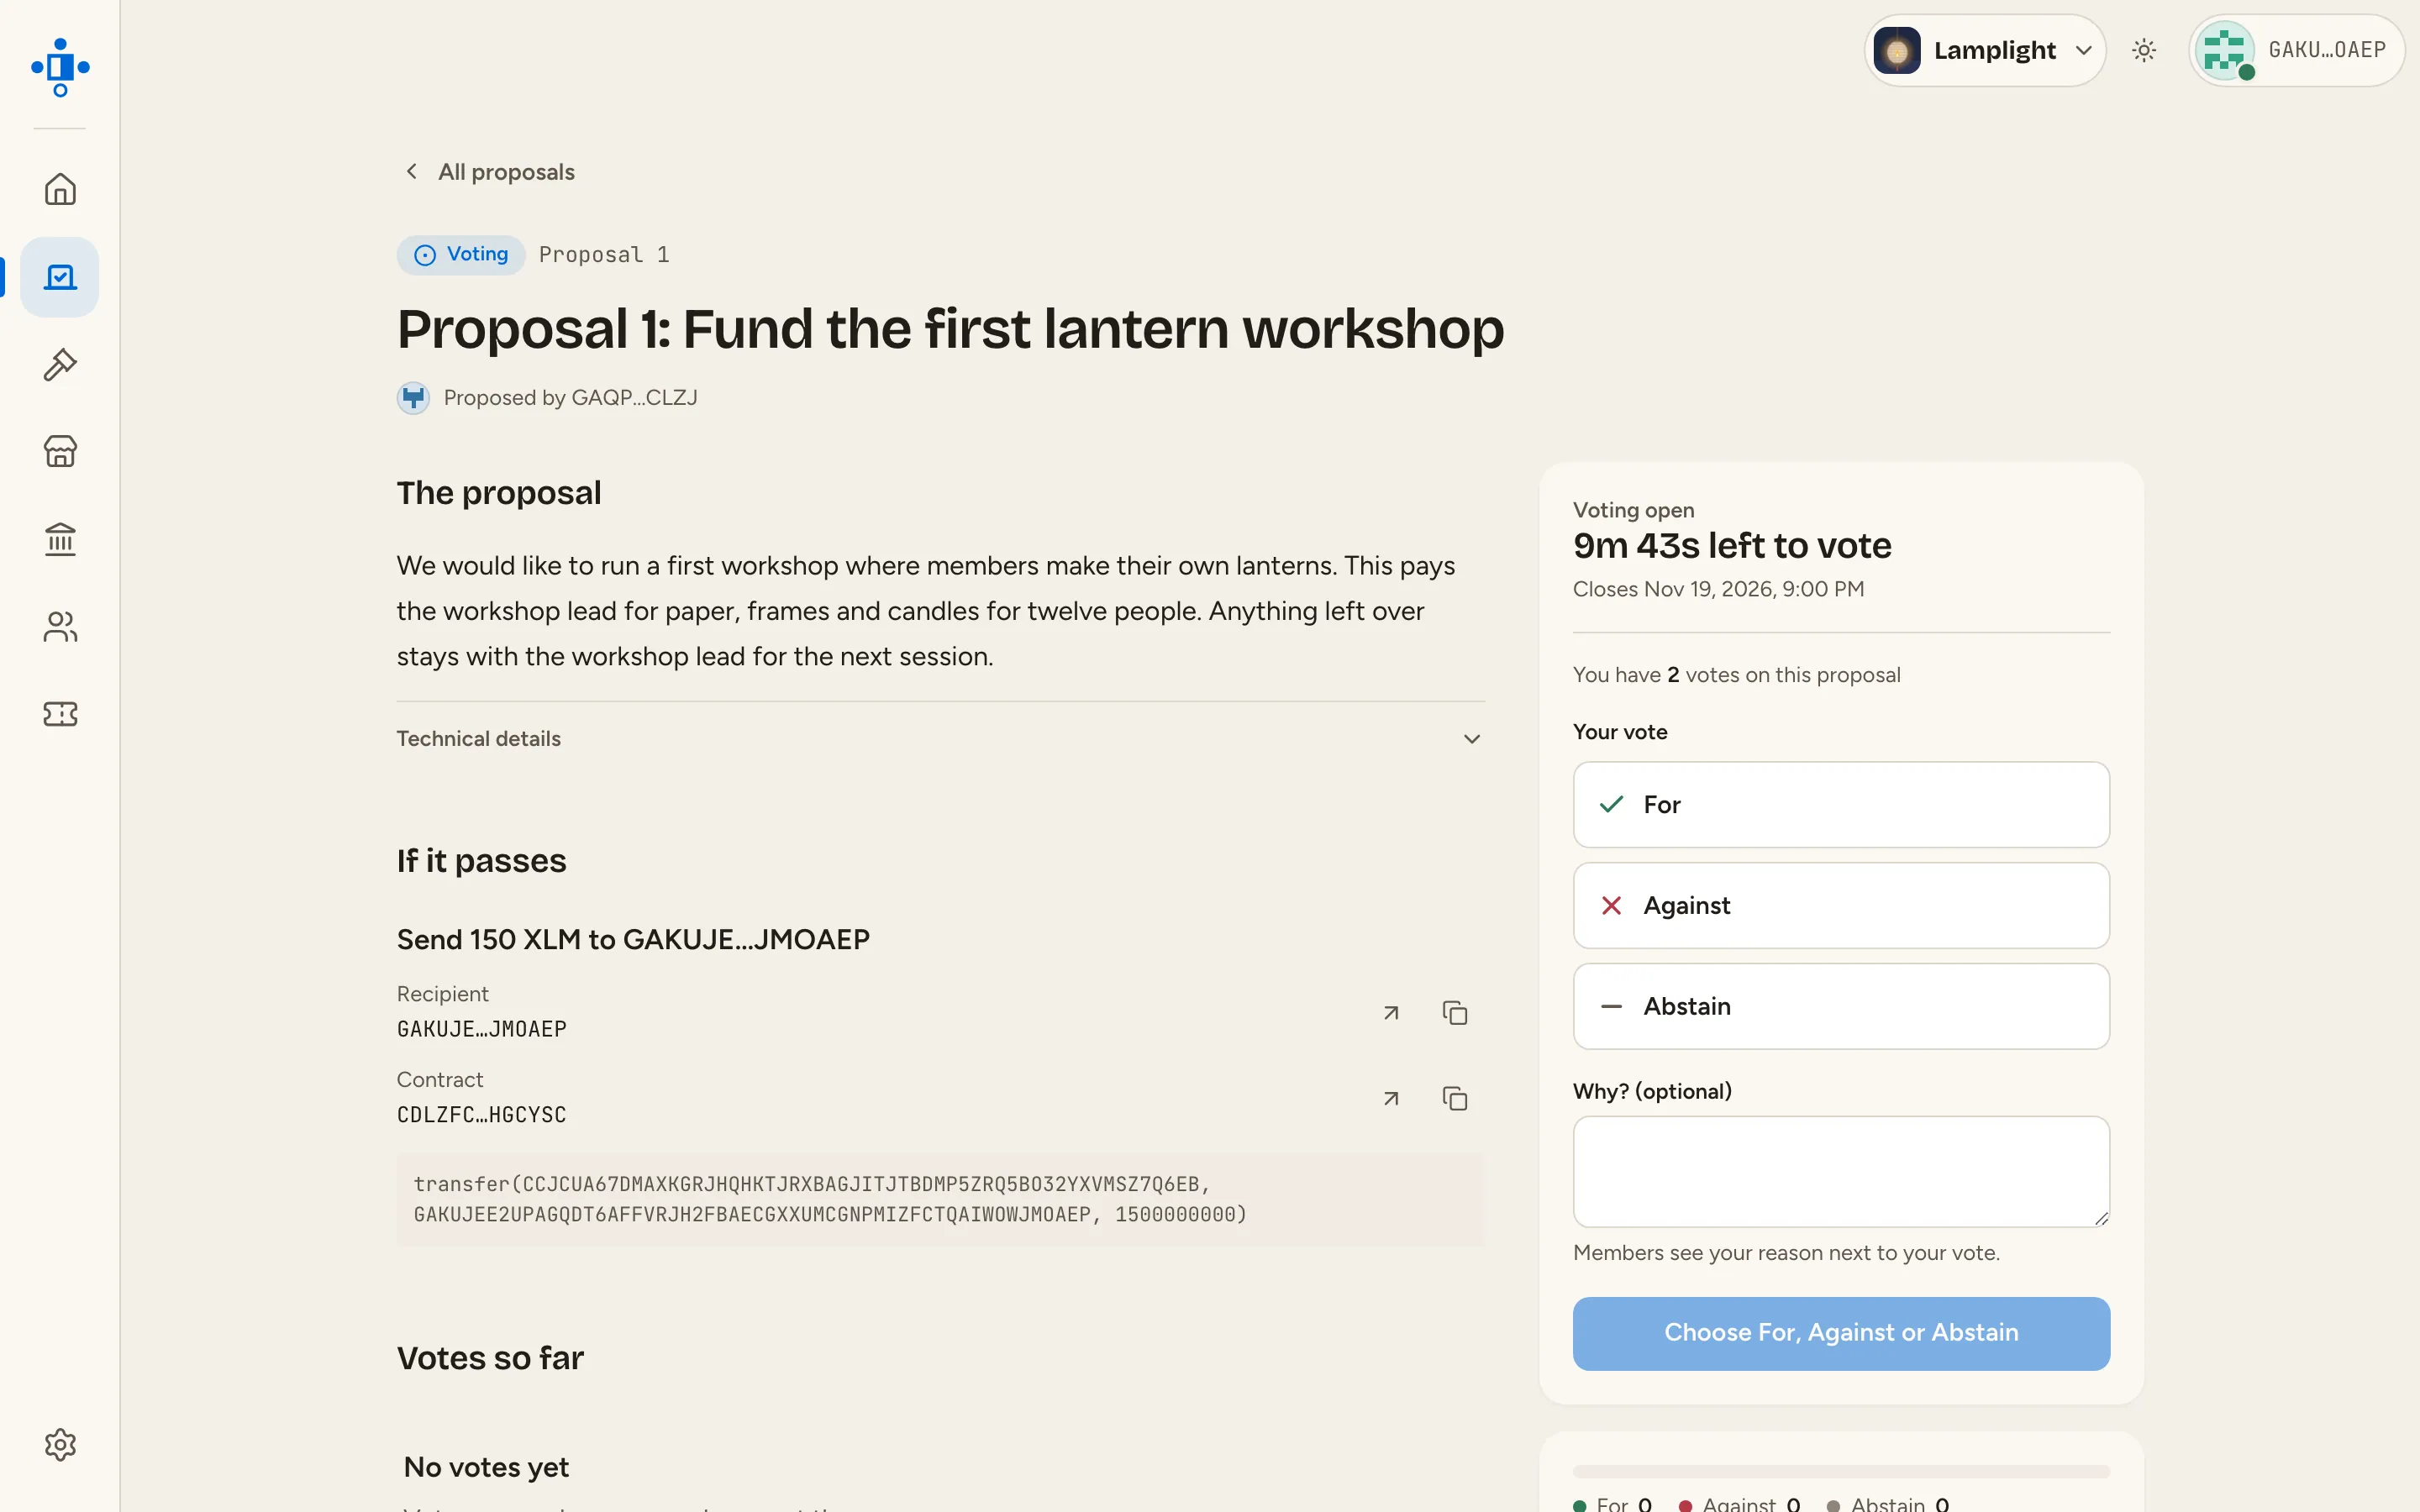 Lamplight
GAKU…OAEP
All proposals
Voting
Proposal 1
Proposal 1: Fund the first lantern workshop
Proposed by GAQP…CLZJ
The proposal
We would like to run a first workshop where members make their own lanterns. This pays
the workshop lead for paper, frames and candles for twelve people. Anything left over
stays with the workshop lead for the next session.
Technical details
If it passes
Send 150 XLM to GAKUJE…JMOAEP
Recipient
GAKUJE…JMOAEP
Contract
CDLZFC…HGCYSC
transfer(CCJCUA67DMAXKGRJHQHKTJRXBAGJITJTBDMP5ZRQ5BO32YXVMSZ7Q6EB,
GAKUJEE2UPAGQDT6AFFVRJH2FBAECGXXUMCGNPMIZFCTQAIWOWJMOAEP, 1500000000)
Votes so far
No votes yet
Voting open
9m 43s left to vote
Closes Nov 19, 2026, 9:00 PM
You have 2 votes on this proposal
Your vote
For
Against
Abstain
Why? (optional)
Members see your reason next to your vote.
Choose For, Against or Abstain
For 0 Against 0 Abstain 0